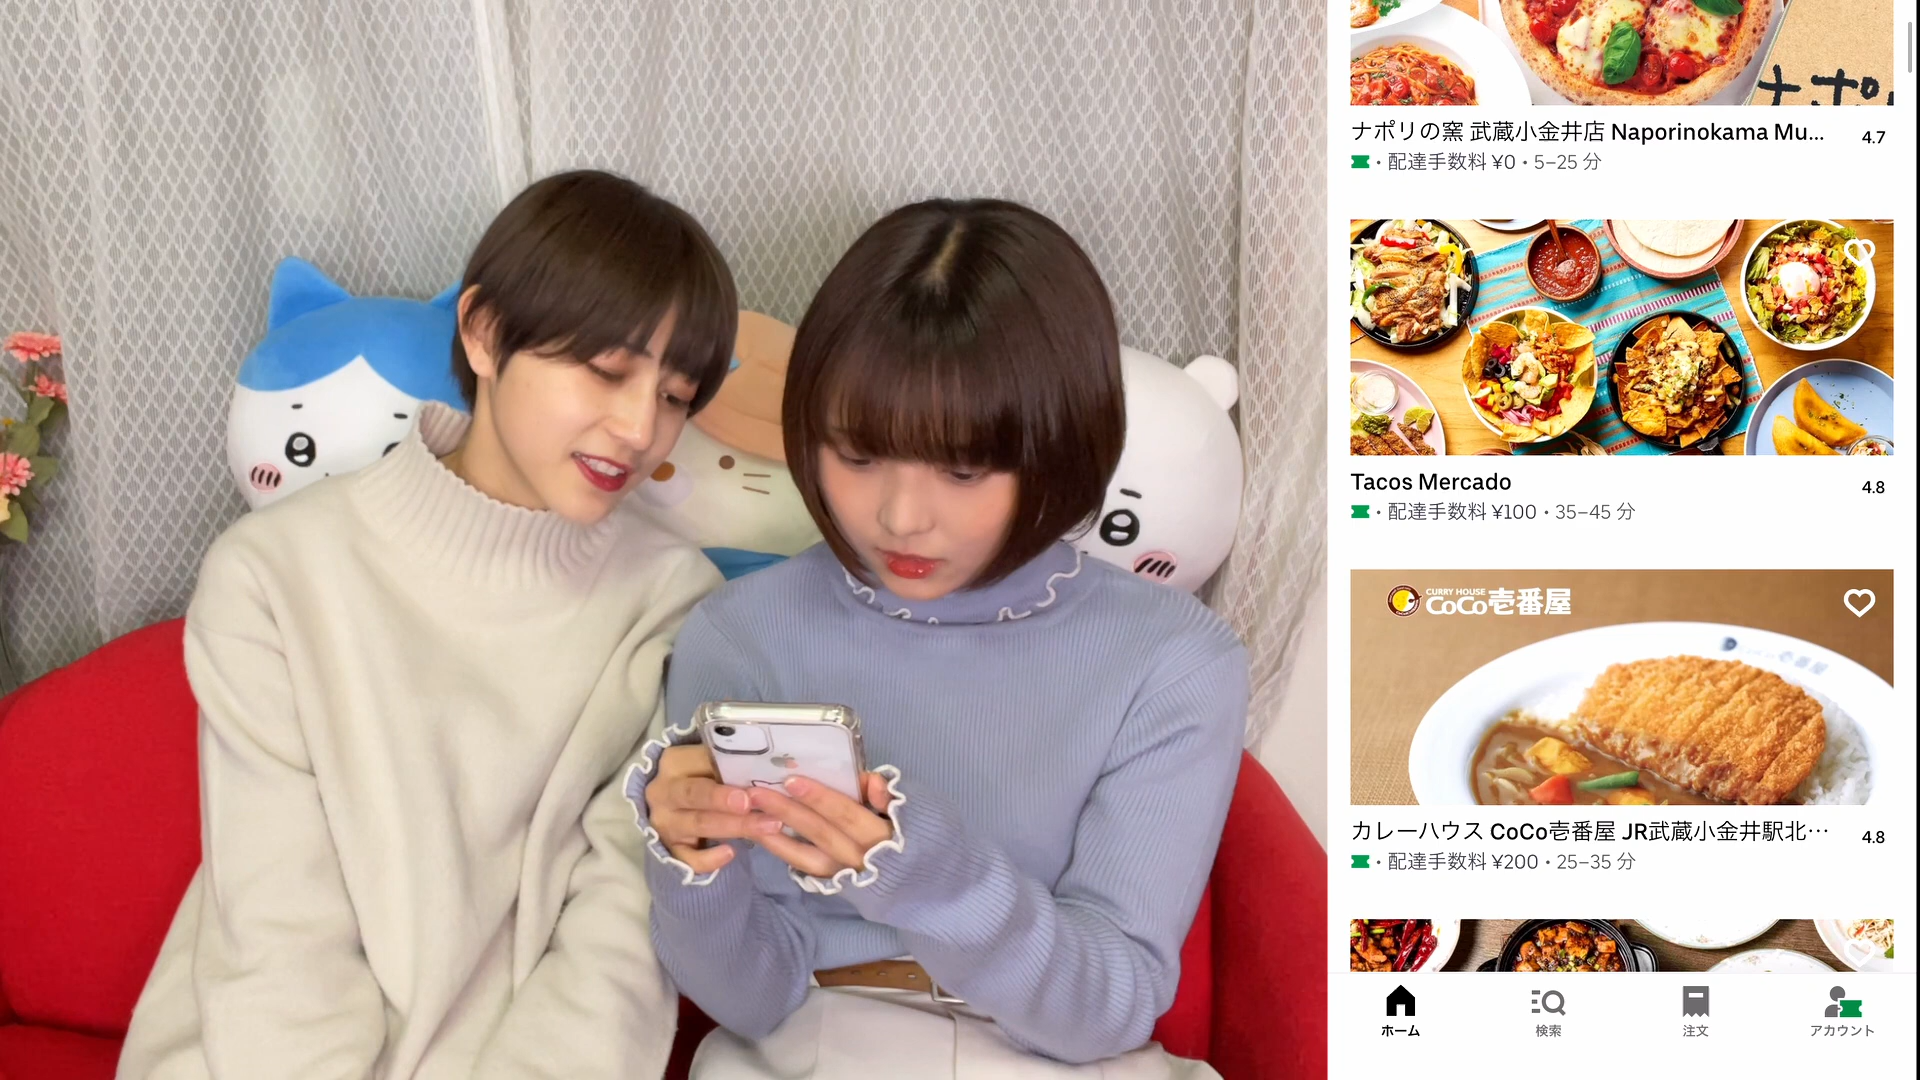 ナポリ
ナポリの窯 武蔵小金井店 Naporinokama Mu...
4.7
・配達手数料 ¥0・5–25 分
Tacos Mercado
4.8
・配達手数料 ¥100・35–45 分
CURRY HOUSE
CoCo壱番屋
カレーハウス CoCo壱番屋 JR武蔵小金井駅北…
4.8
・配達手数料 ¥200・25–35 分
ホーム
検索
注文
アカウント